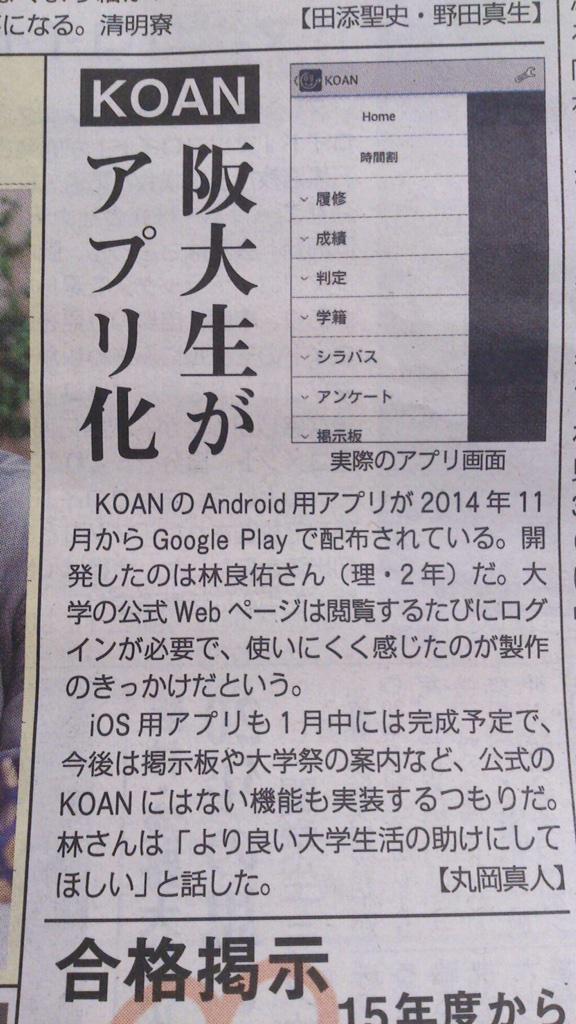 になる。清明寮
【田添聖史・野田真生】
KOAN
阪大生が
アプリ化
KOAN
Home
時間割
履修
成績
判定
学籍
シラバス
アンケート
掲示板
実際のアプリ画面
KOANのAndroid用アプリが2014年11
月からGoogle Playで配布されている。開
発したのは林良佑さん（理・2年）だ。大
学の公式Webページは閲覧するたびにログ
インが必要で、使いにくく感じたのが製作
のきっかけだという。
iOS用アプリも1月中には完成予定で、
今後は掲示板や大学祭の案内など、公式の
KOANにはない機能も実装するつもりだ。
林さんは「より良い大学生活の助けにして
ほしい」と話した。
【丸岡真人】
合格掲示
15年度から